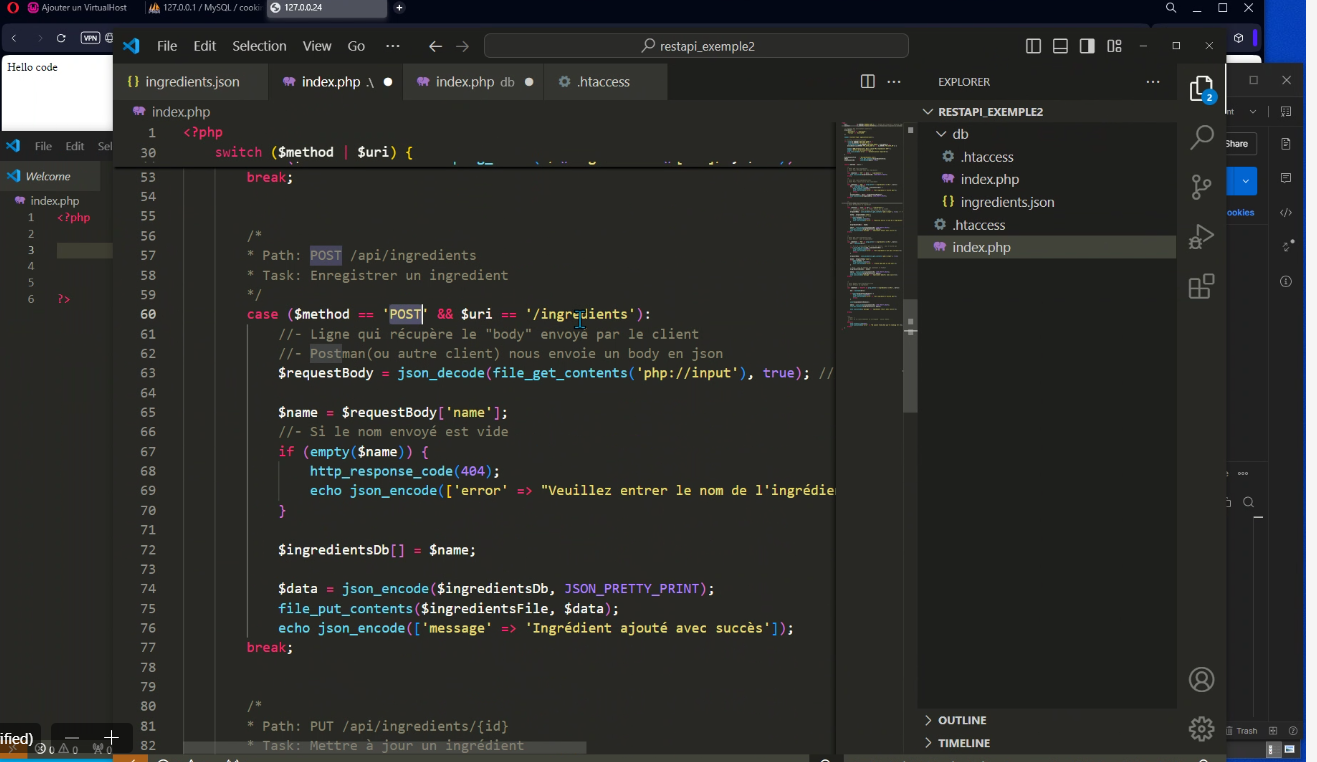 Ajouter un VirtualHost
127.0.0.1 / MySQL / cooki
127.0.0.24
+
VPN
Hello code
File Edit Selection View Go ...
restapi_exemple2
ingredients.json
index.php .\
index.php db
.htaccess
EXPLORER
index.php
RESTAPI_EXEMPLE2
db
.htaccess
index.php
ingredients.json
.htaccess
index.php
OUTLINE
TIMELINE
2
File Edit Sel
Welcome
index.php
1 <?php
2
3
4
5
6 ?>
1 <?php
30 switch ($method | $uri) {
53 break;
54
55
56 /*
57 * Path: POST /api/ingredients
58 * Task: Enregistrer un ingredient
59 */
60 case ($method == 'POST' && $uri == '/ingredients'):
61 //- Ligne qui récupère le "body" envoyé par le client
62 //- Postman(ou autre client) nous envoie un body en json
63 $requestBody = json_decode(file_get_contents('php://input'), true); //
64
65 $name = $requestBody['name'];
66 //- Si le nom envoyé est vide
67 if (empty($name)) {
68 http_response_code(404);
69 echo json_encode(['error' => "Veuillez entrer le nom de l'ingrédie
70 }
71
72 $ingredientsDb[] = $name;
73
74 $data = json_encode($ingredientsDb, JSON_PRETTY_PRINT);
75 file_put_contents($ingredientsFile, $data);
76 echo json_encode(['message' => 'Ingrédient ajouté avec succès']);
77 break;
78
79
80 /*
81 * Path: PUT /api/ingredients/{id}
82 * Task: Mettre à jour un ingrédient
ified)
0 0 0
nt
Share
ookies
Trash